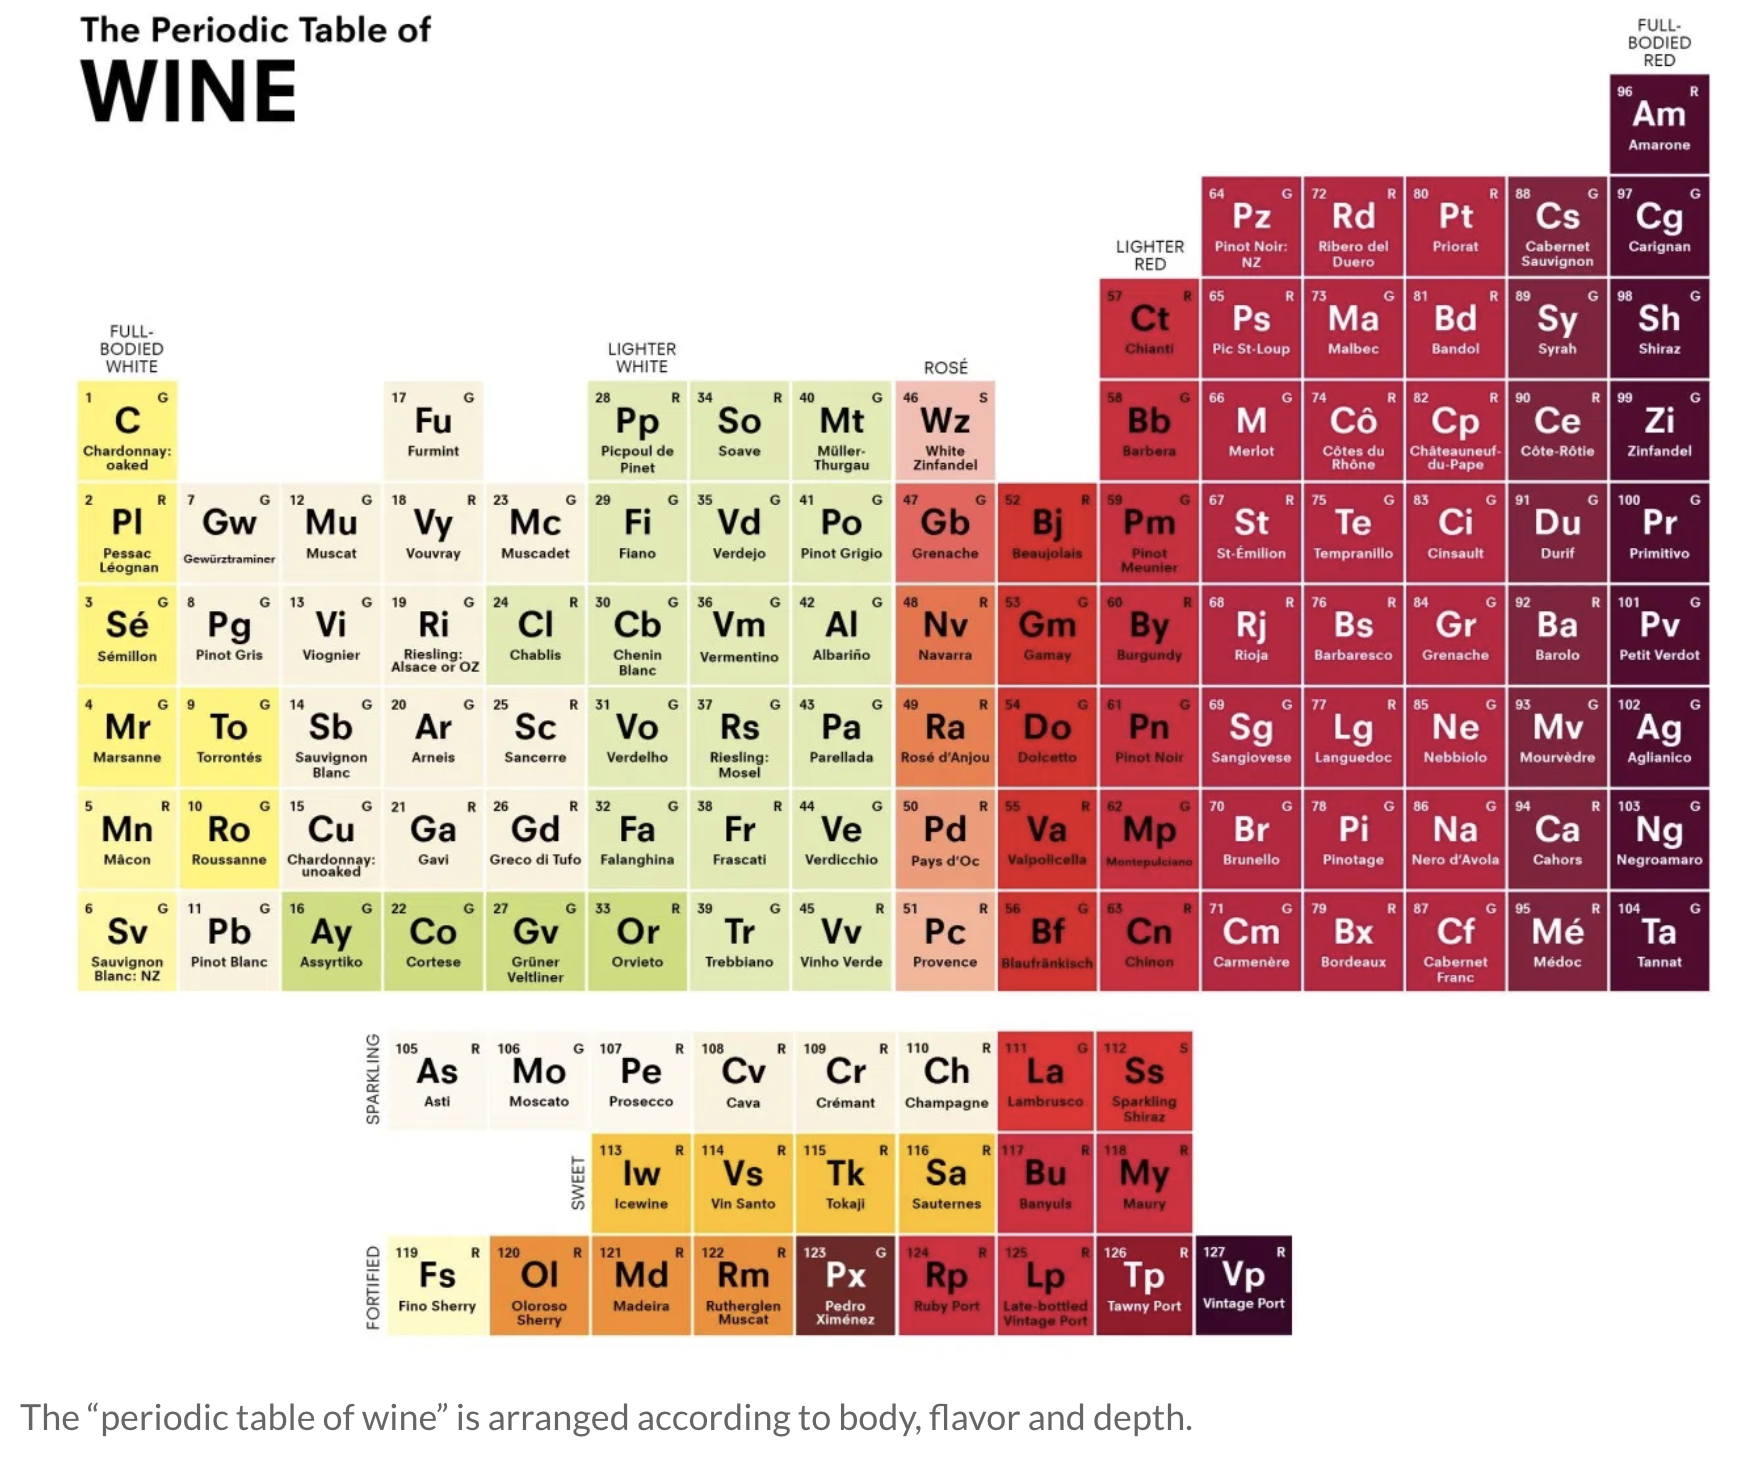 The Periodic Table of
WINE
FULL-
BODIED
RED
96 R
Am
Amarone
64 G
Pz
Pinot Noir:
NZ
72 R
Rd
Ribero del
Duero
80 R
Pt
Priorat
88 G
Cs
Cabernet
Sauvignon
97 G
Cg
Carignan
LIGHTER
RED
57 R
Ct
Chianti
65 R
Ps
Pic St-Loup
73 G
Ma
Malbec
81 R
Bd
Bandol
89 G
Sy
Syrah
98 G
Sh
Shiraz
FULL-
BODIED
WHITE
LIGHTER
WHITE
ROSÉ
1 G
C
Chardonnay:
oaked
17 G
Fu
Furmint
28 R
Pp
Picpoul de
Pinet
34 R
So
Soave
40 G
Mt
Müller-
Thurgau
46 S
Wz
White
Zinfandel
58 G
Bb
Barbera
66 G
M
Merlot
74 R
Cô
Côtes du
Rhône
82 R
Cp
Châteauneuf-
du-Pape
90 R
Ce
Côte-Rôtie
99 G
Zi
Zinfandel
2 R
Pl
Pessac
Léognan
7 G
Gw
Gewürztraminer
12 G
Mu
Muscat
18 R
Vy
Vouvray
23 G
Mc
Muscadet
29 G
Fi
Fiano
35 G
Vd
Verdejo
41 G
Po
Pinot Grigio
47 G
Gb
Grenache
52 R
Bj
Beaujolais
59 G
Pm
Pinot
Meunier
67 R
St
St-Émilion
75 G
Te
Tempranillo
83 G
Ci
Cinsault
91 G
Du
Durif
100 G
Pr
Primitivo
3 G
Sé
Sémillon
8 G
Pg
Pinot Gris
13 G
Vi
Viognier
19 G
Ri
Riesling:
Alsace or OZ
24 R
Cl
Chablis
30 G
Cb
Chenin
Blanc
36 G
Vm
Vermentino
42 G
Al
Albariño
48 R
Nv
Navarra
53 G
Gm
Gamay
60 R
By
Burgundy
68 R
Rj
Rioja
76 R
Bs
Barbaresco
84 G
Gr
Grenache
92 R
Ba
Barolo
101 G
Pv
Petit Verdot
4 G
Mr
Marsanne
9 G
To
Torrontés
14 G
Sb
Sauvignon
Blanc
20 G
Ar
Arneis
25 R
Sc
Sancerre
31 G
Vo
Verdelho
37 G
Rs
Riesling:
Mosel
43 G
Pa
Parellada
49 R
Ra
Rosé d'Anjou
54 G
Do
Dolcetto
61 G
Pn
Pinot Noir
69 G
Sg
Sangiovese
77 R
Lg
Languedoc
85 G
Ne
Nebbiolo
93 G
Mv
Mourvèdre
102 G
Ag
Aglianico
5 R
Mn
Mâcon
10 G
Ro
Roussanne
15 G
Cu
Chardonnay:
unoaked
21 R
Ga
Gavi
26 R
Gd
Greco di Tufo
32 G
Fa
Falanghina
38 R
Fr
Frascati
44 G
Ve
Verdicchio
50 R
Pd
Pays d'Oc
55 R
Va
Valpolicella
62 G
Mp
Montepulciano
70 G
Br
Brunello
78 G
Pi
Pinotage
86 G
Na
Nero d'Avola
94 R
Ca
Cahors
103 G
Ng
Negroamaro
6 G
Sv
Sauvignon
Blanc: NZ
11 G
Pb
Pinot Blanc
16 G
Ay
Assyrtiko
22 G
Co
Cortese
27 G
Gv
Grüner
Veltliner
33 R
Or
Orvieto
39 G
Tr
Trebbiano
45 R
Vv
Vinho Verde
51 R
Pc
Provence
56 G
Bf
Blaufränkisch
63 R
Cn
Chinon
71 G
Cm
Carmenère
79 R
Bx
Bordeaux
87 G
Cf
Cabernet
Franc
95 R
Mé
Médoc
104 G
Ta
Tannat
SPARKLING
105 R
As
Asti
106 G
Mo
Moscato
107 R
Pe
Prosecco
108 R
Cv
Cava
109 R
Cr
Crémant
110 R
Ch
Champagne
111 G
La
Lambrusco
112 S
Ss
Sparkling
Shiraz
SWEET
113 R
Iw
Icewine
114 R
Vs
Vin Santo
115 R
Tk
Tokaji
116 R
Sa
Sauternes
117 R
Bu
Banyuls
118 R
My
Maury
FORTIFIED
119 R
Fs
Fino Sherry
120 R
Ol
Oloroso
Sherry
121 R
Md
Madeira
122 R
Rm
Rutherglen
Muscat
123 G
Px
Pedro
Ximénez
124 R
Rp
Ruby Port
125 R
Lp
Late-bottled
Vintage Port
126 R
Tp
Tawny Port
127 R
Vp
Vintage Port
The “periodic table of wine” is arranged according to body, flavor and depth.